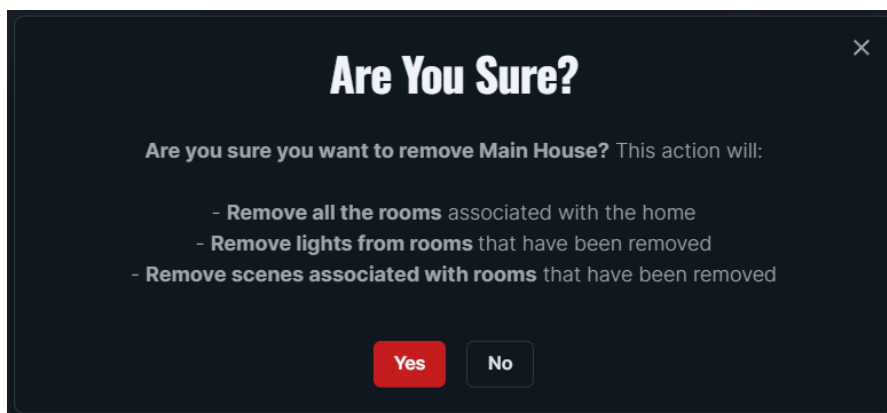 Are You Sure?
Are you sure you want to remove Main House? This action will:
- Remove all the rooms associated with the home
- Remove lights from rooms that have been removed
- Remove scenes associated with rooms that have been removed
Yes No